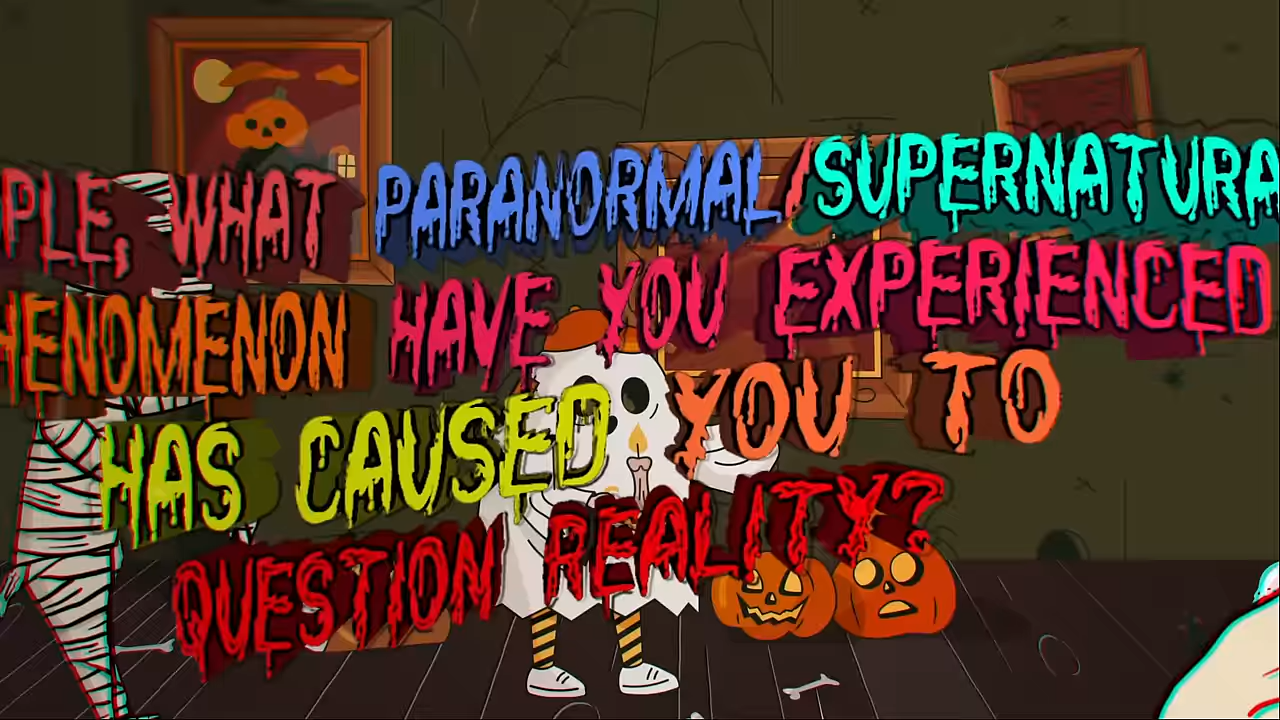 PLE, WHAT PARANORMAL/SUPERNATURA
HENOMENON HAVE YOU EXPERIENCED
HAS CAUSED YOU TO
QUESTION REALITY?